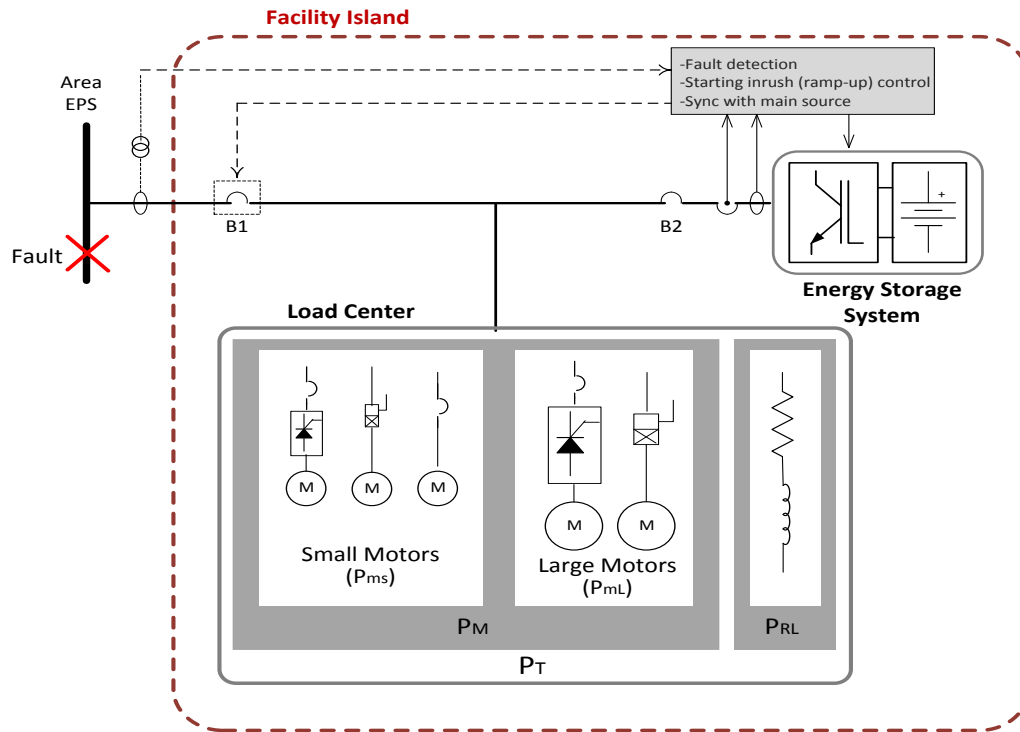 Facility Island
Area
EPS
-Fault detection
-Starting inrush (ramp-up) control
-Sync with main source
B1
B2
+
Fault
Energy Storage
System
Load Center
M
M
M
M
M
Small Motors
(Pms)
Large Motors
(PmL)
PM
PRL
PT